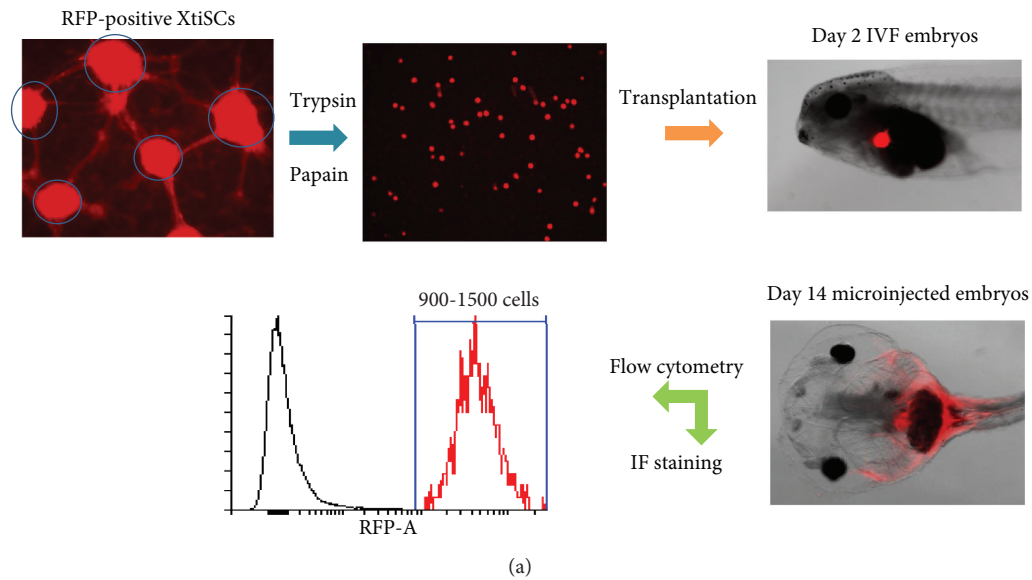 RFP-positive XtiSCs
Trypsin
Papain
Transplantation
Day 2 IVF embryos
900-1500 cells
RFP-A
Flow cytometry
IF staining
Day 14 microinjected embryos
(a)